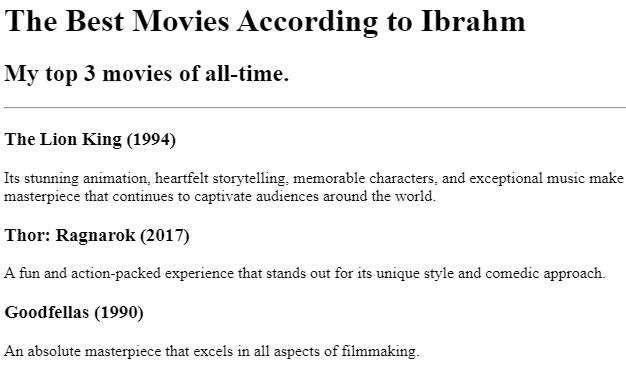 The Best Movies According to Ibrahm
My top 3 movies of all-time.
The Lion King (1994)
Its stunning animation, heartfelt storytelling, memorable characters, and exceptional music make
masterpiece that continues to captivate audiences around the world.
Thor: Ragnarok (2017)
A fun and action-packed experience that stands out for its unique style and comedic approach.
Goodfellas (1990)
An absolute masterpiece that excels in all aspects of filmmaking.